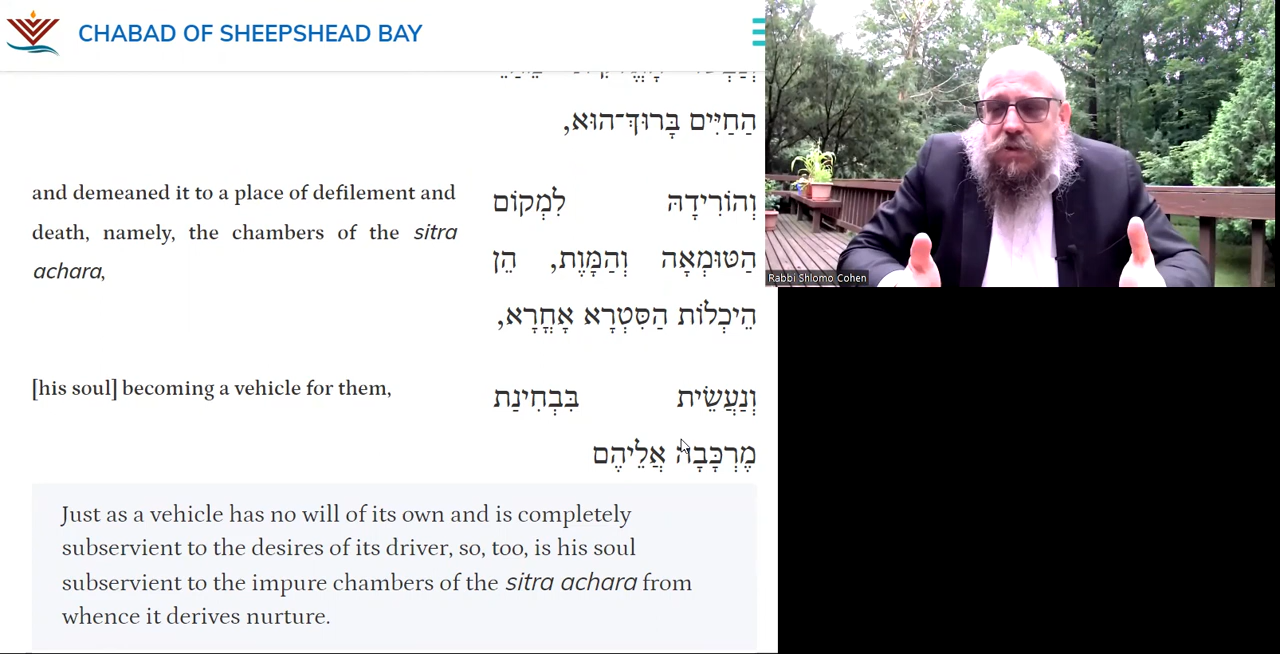 CHABAD OF SHEEPSHEAD BAY
הַחַיִּים בָּרוּךְ־הוּא,
and demeaned it to a place of defilement and
death, namely, the chambers of the sitra
achara,
וְהוֹרִידָהּ לִמְקוֹם
הַטּוּמְאָה וְהַמָּוֶת, הֵן
הֵיכְלוֹת הַסִּטְרָא אָחֳרָא,
[his soul] becoming a vehicle for them,
וְנַעֲשֵׂית בִּבְחִינַת
מֶרְכָּבָה אֲלֵיהֶם
Just as a vehicle has no will of its own and is completely
subservient to the desires of its driver, so, too, is his soul
subservient to the impure chambers of the sitra achara from
whence it derives nurture.
Rabbi Shlomo Cohen